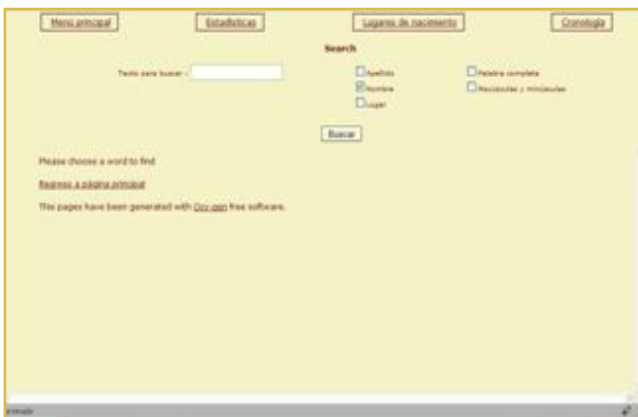 Menú principal
Estadísticas
Lugares de nacimiento
Cronología
Search
Texto para buscar :
Apellido
Palabra completa
Nombre
Mayúsculas y minúsculas
Lugar
Buscar
Please choose a word to find
Regreso a página principal
This pages have been generated with Oxy-gen free software.